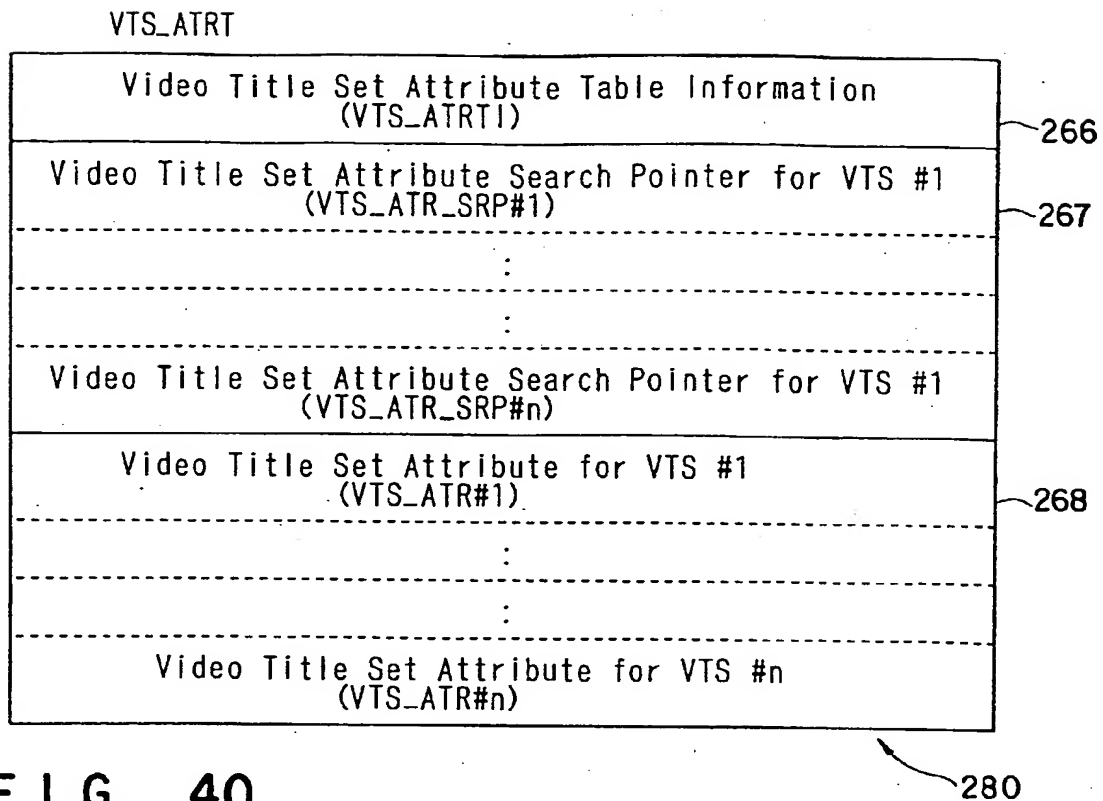 VTS_ATRT
Video Title Set Attribute Table Information
(VTS_ATRTI)
266
Video Title Set Attribute Search Pointer for VTS #1
(VTS_ATR_SRP#1)
267
:
:
Video Title Set Attribute Search Pointer for VTS #1
(VTS_ATR_SRP#n)
Video Title Set Attribute for VTS #1
(VTS_ATR#1)
268
:
:
Video Title Set Attribute for VTS #n
(VTS_ATR#n)
280
FIG. 40